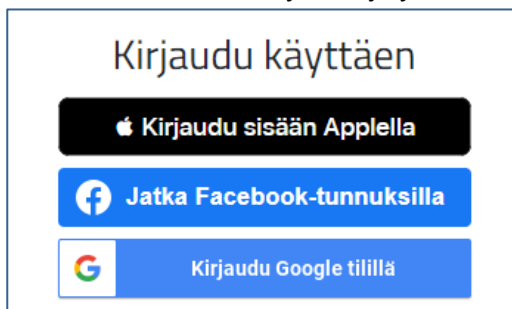 Kirjaudu käyttäen
Kirjaudu sisään Applella
Jatka Facebook-tunnuksilla
Kirjaudu Google tilillä